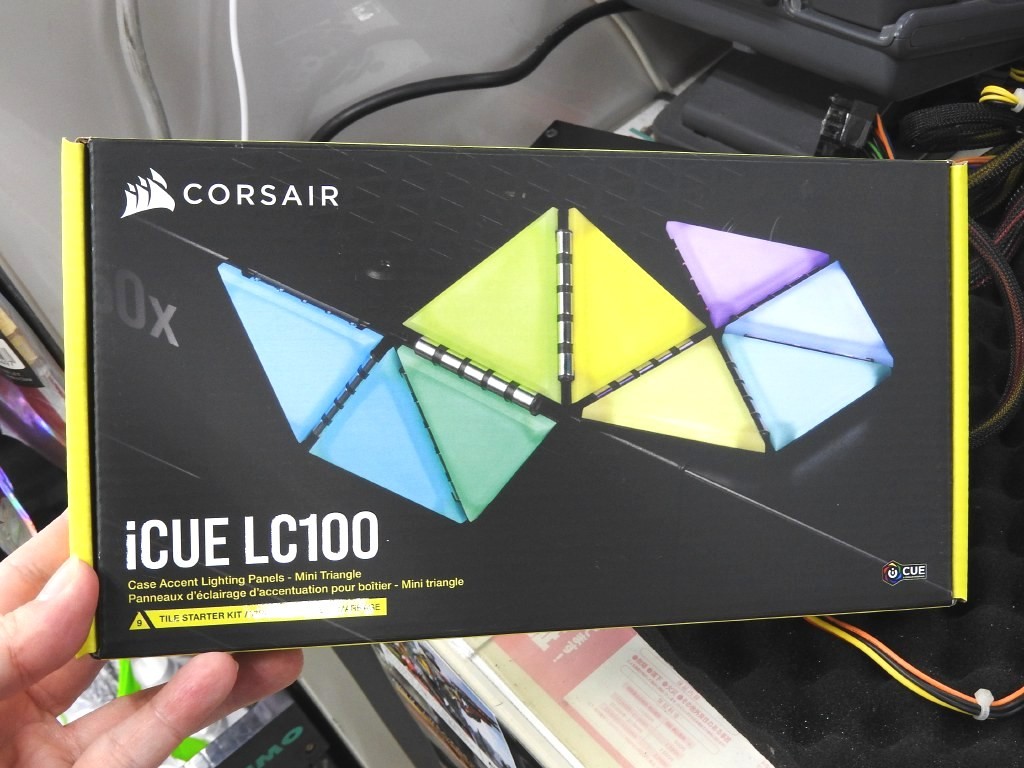 CORSAIR
0x
iCUE LC100
Case Accent Lighting Panels - Mini Triangle
Panneaux d'éclairage d'accentuation pour boîtier - Mini triangle
9 TILE STARTER KIT /
CUE